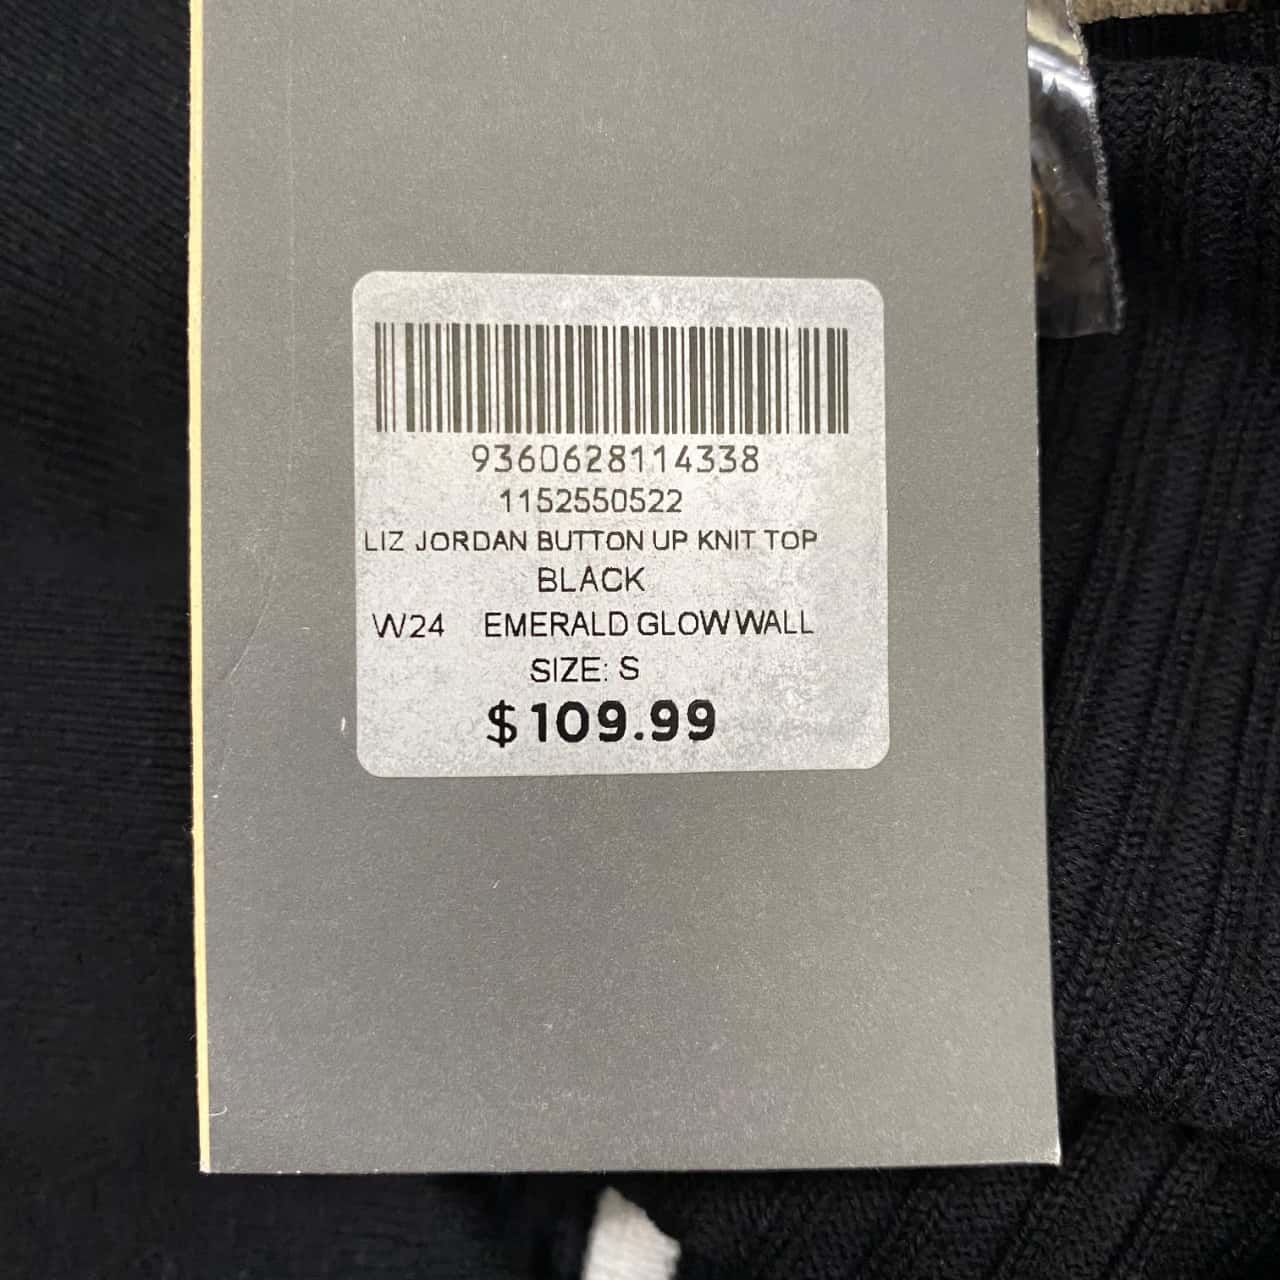 9360628114338
1152550522
LIZ JORDAN BUTTON UP KNIT TOP
BLACK
W24 EMERALD GLOW WALL
SIZE: S
$109.99